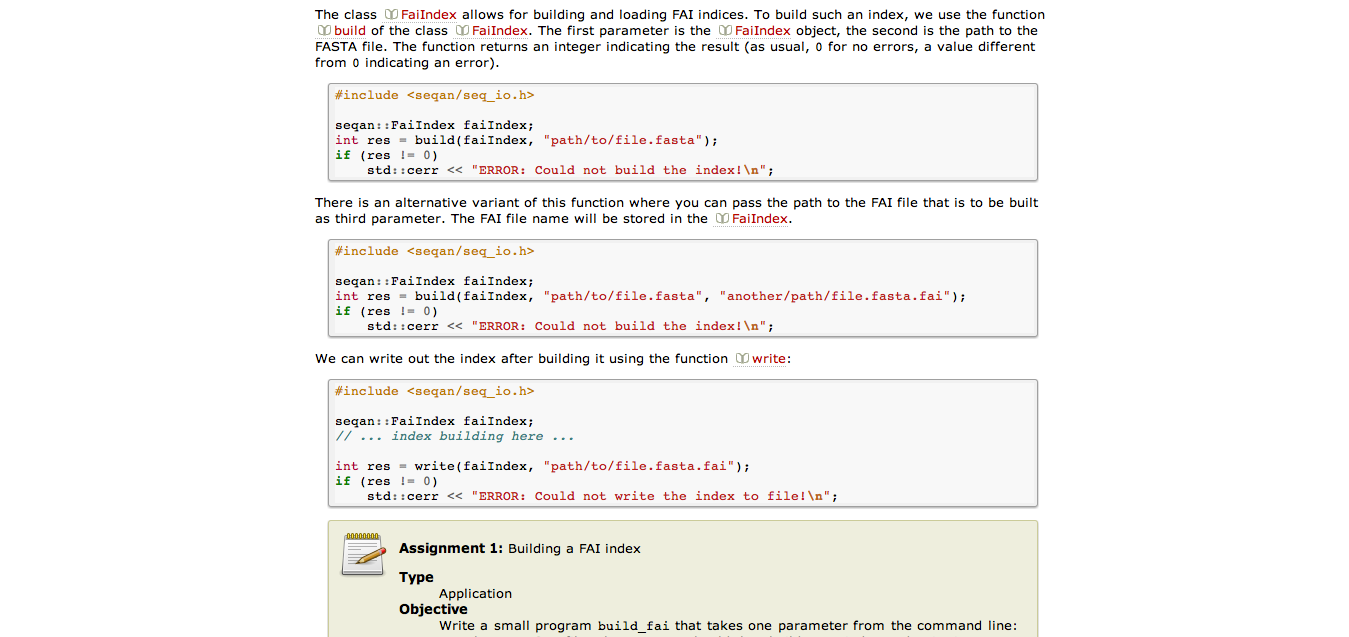 The class FaiIndex allows for building and loading FAI indices. To build such an index, we use the function
build of the class FaiIndex. The first parameter is the FaiIndex object, the second is the path to the
FASTA file. The function returns an integer indicating the result (as usual, 0 for no errors, a value different
from 0 indicating an error).
#include <seqan/seq_io.h>
seqan::FaiIndex faiIndex;
int res = build(faiIndex, "path/to/file.fasta");
if (res != 0)
    std::cerr << "ERROR: Could not build the index!\n";
There is an alternative variant of this function where you can pass the path to the FAI file that is to be built
as third parameter. The FAI file name will be stored in the FaiIndex.
#include <seqan/seq_io.h>
seqan::FaiIndex faiIndex;
int res = build(faiIndex, "path/to/file.fasta", "another/path/file.fasta.fai");
if (res != 0)
    std::cerr << "ERROR: Could not build the index!\n";
We can write out the index after building it using the function write:
#include <seqan/seq_io.h>
seqan::FaiIndex faiIndex;
// ... index building here ...
int res = write(faiIndex, "path/to/file.fasta.fai");
if (res != 0)
    std::cerr << "ERROR: Could not write the index to file!\n";
Assignment 1: Building a FAI index
Type
Application
Objective
Write a small program build_fai that takes one parameter from the command line: